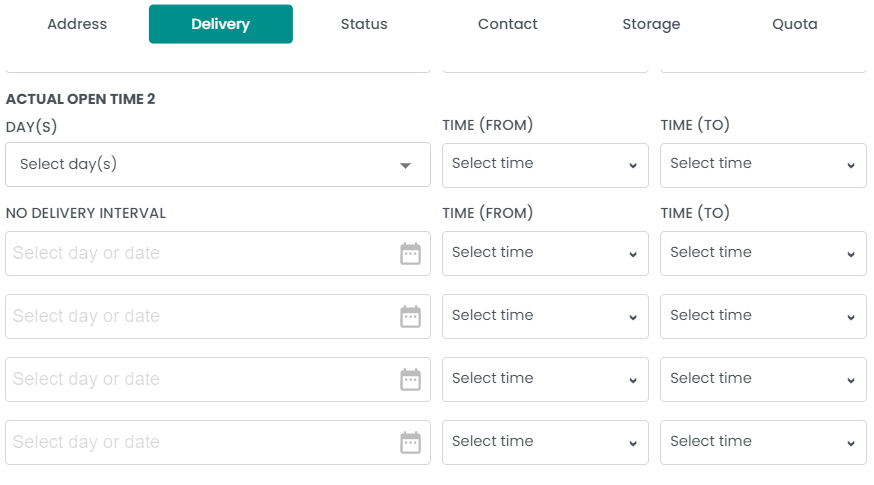 Address Delivery Status Contact Storage Quota
ACTUAL OPEN TIME 2
DAY(S) TIME (FROM) TIME (TO)
Select day(s) Select time Select time
NO DELIVERY INTERVAL TIME (FROM) TIME (TO)
Select day or date Select time Select time
Select day or date Select time Select time
Select day or date Select time Select time
Select day or date Select time Select time